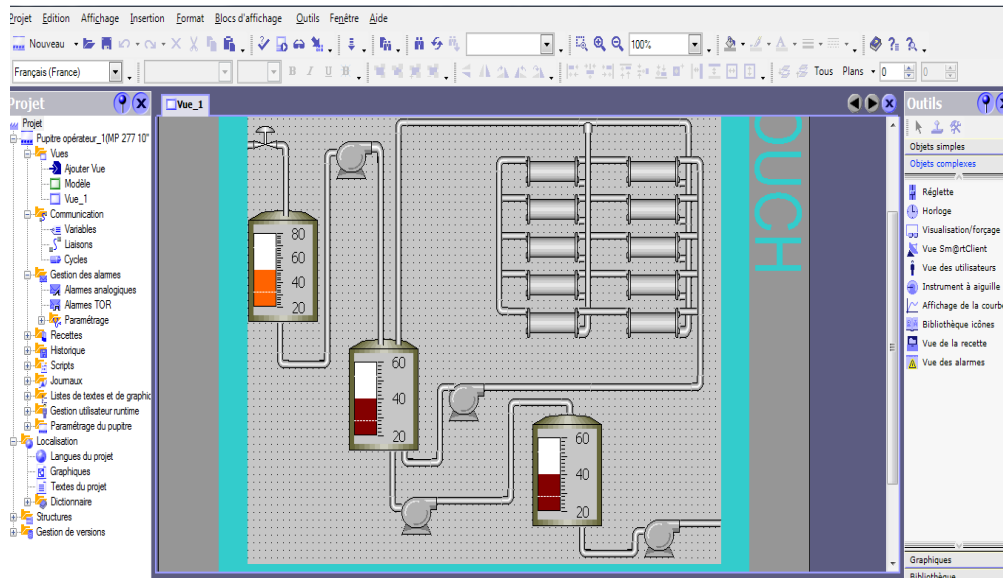 Projet Edition Affichage Insertion Format Blocs d'affichage Outils Fenêtre Aide
Nouveau 100%
Français (France) B I U B Tous Plans 0 0
Projet
Vue_1
Outils
Projet
Pupitre opérateur_1(MP 277 10"
Vues
Ajouter Vue
Modèle
Vue_1
Communication
Variables
Liaisons
Cycles
Gestion des alarmes
Alarmes analogiques
Alarmes TOR
Paramétrage
Recettes
Historique
Scripts
Journaux
Listes de textes et de graphic
Gestion utilisateur runtime
Paramétrage du pupitre
Localisation
Langues du projet
Graphiques
Textes du projet
Dictionnaire
Structures
Gestion de versions
80
60
40
20
60
40
20
60
40
20
OUCH
Objets simples
Objets complexes
Réglette
Horloge
Visualisation/forçage
Vue Sm@rtClient
Vue des utilisateurs
Instrument à aiguille
Affichage de la courbe
Bibliothèque icônes
Vue de la recette
Vue des alarmes
Graphiques
Bibliothèque